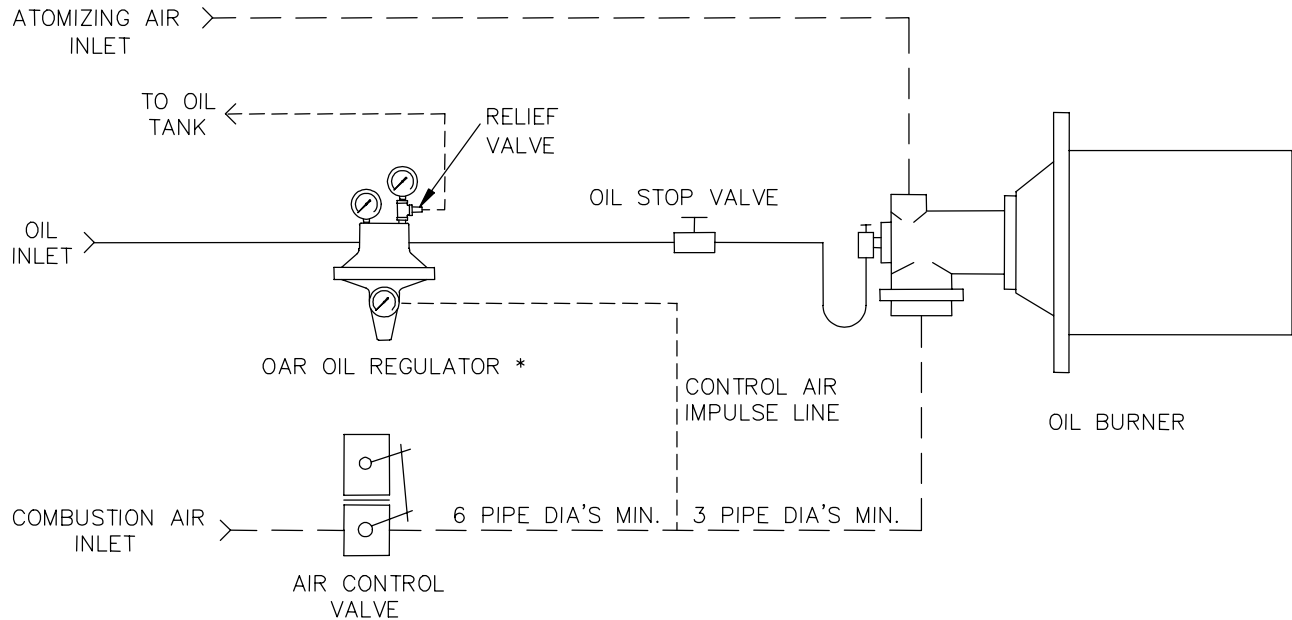 ATOMIZING AIR
INLET
TO OIL
TANK
RELIEF
VALVE
OIL STOP VALVE
OIL
INLET
OAR OIL REGULATOR *
CONTROL AIR
IMPULSE LINE
OIL BURNER
COMBUSTION AIR
INLET
6 PIPE DIA'S MIN.
3 PIPE DIA'S MIN.
AIR CONTROL
VALVE